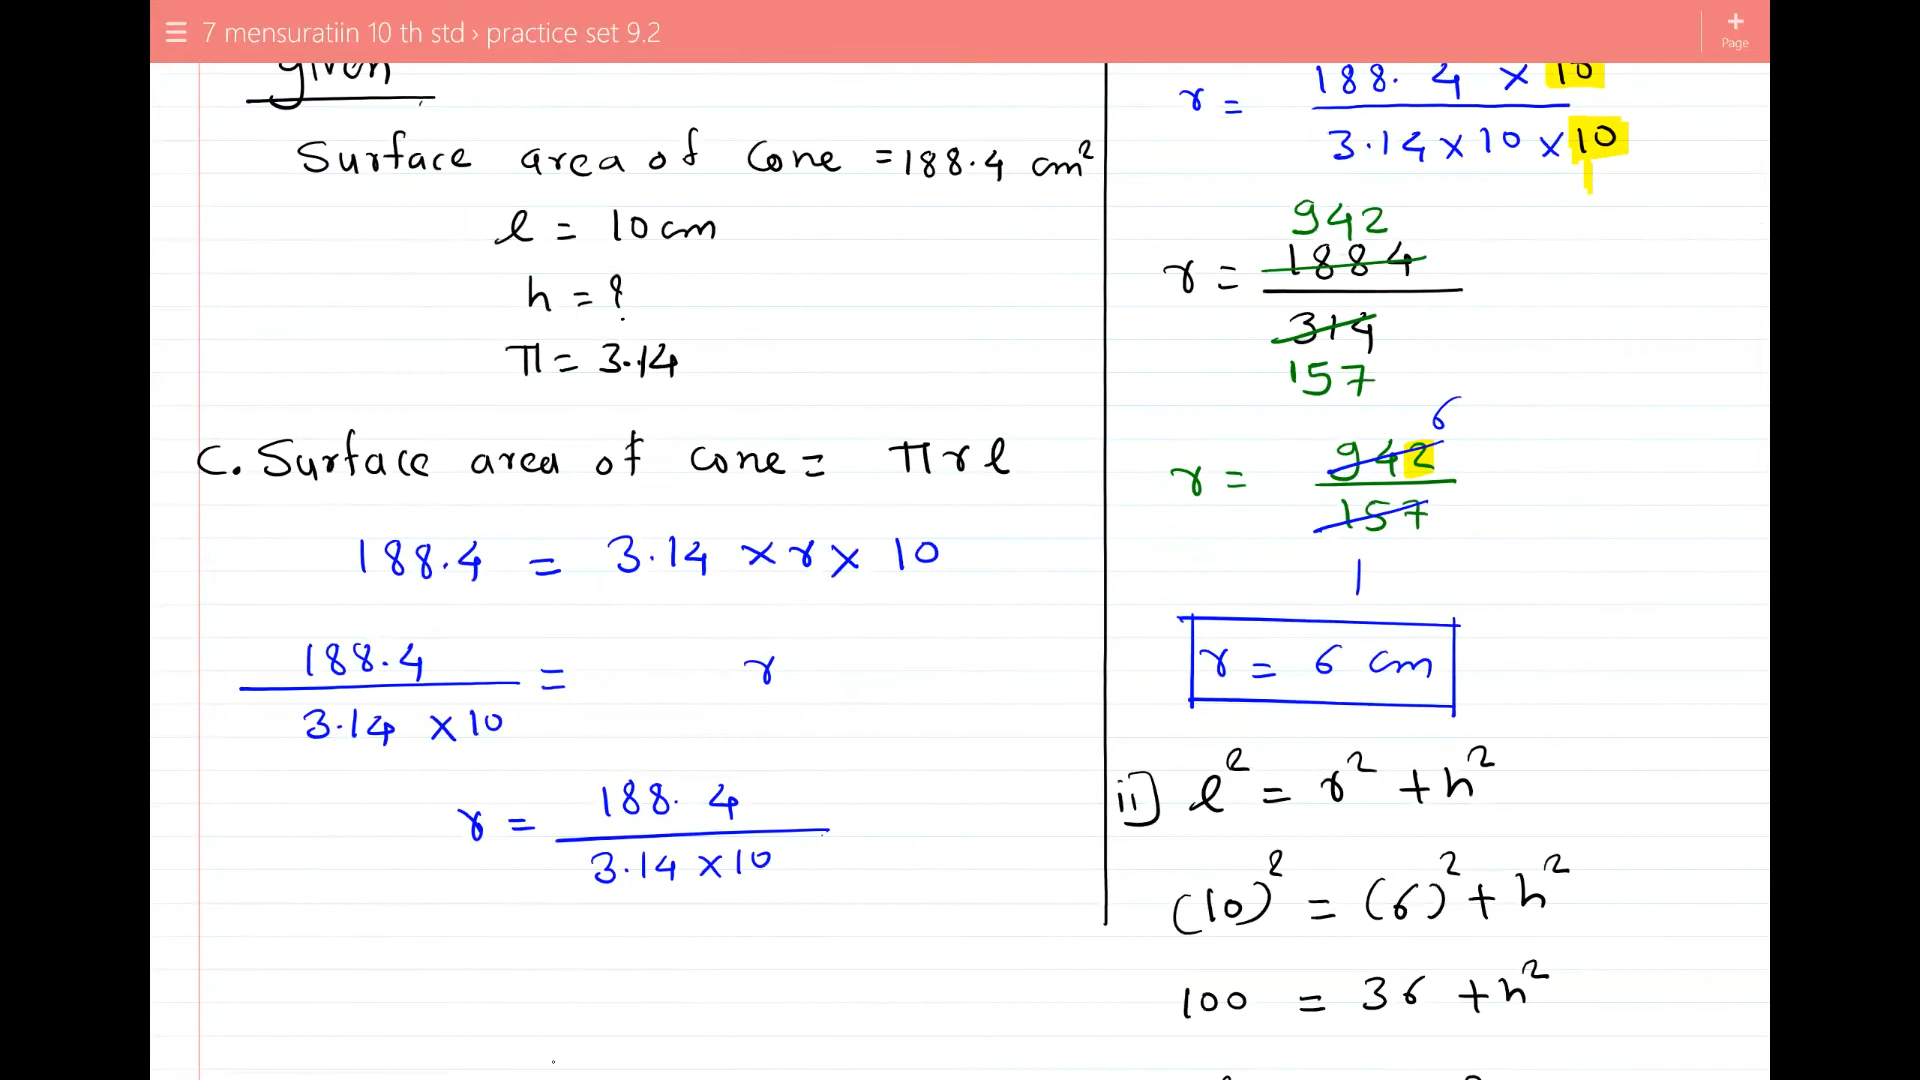 7 mensuratiin 10 th std › practice set 9.2
Page
given
Surface area of Cone = 188.4 cm²
l = 10 cm
h = ?
π = 3.14
C. Surface area of cone = π r l
188.4 = 3.14 × r × 10
188.4 / 3.14 × 10 = r
r = 188.4 / 3.14 × 10
r = 188.4 × 10 / 3.14 × 10 × 10
942
r = 1884 / 314
157
6
r = 942 / 157
1
r = 6 cm
ii] l² = r² + h²
(10)² = (6)² + h²
100 = 36 + h²